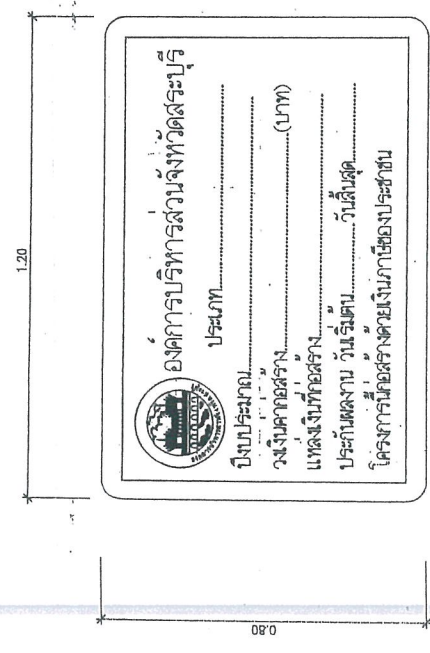 1.20
0.80
องค์การบริหารส่วนจังหวัดสระบุรี
ประเภท
ปีงบประมาณ
วงเงินค่าก่อสร้าง (บาท)
แหล่งเงินที่ก่อสร้าง
ประกันผลงาน วันเริ่มต้น วันสิ้นสุด
โครงการนี้ก่อสร้างด้วยเงินภาษีของประชาชน